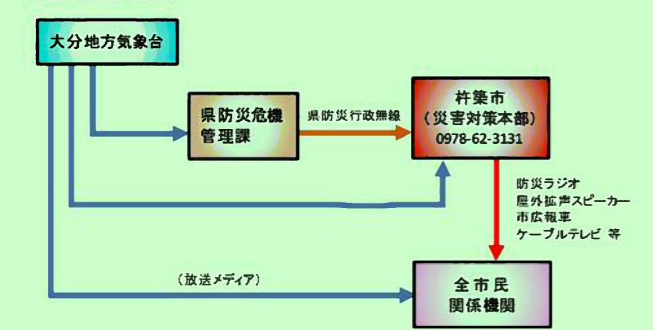 大分地方気象台
県防災危機
管理課
県防災行政無線
杵築市
(災害対策本部)
0978-62-3131
防災ラジオ
屋外拡声スピーカー
市広報車
ケーブルテレビ 等
(放送メディア)
全市民
関係機関